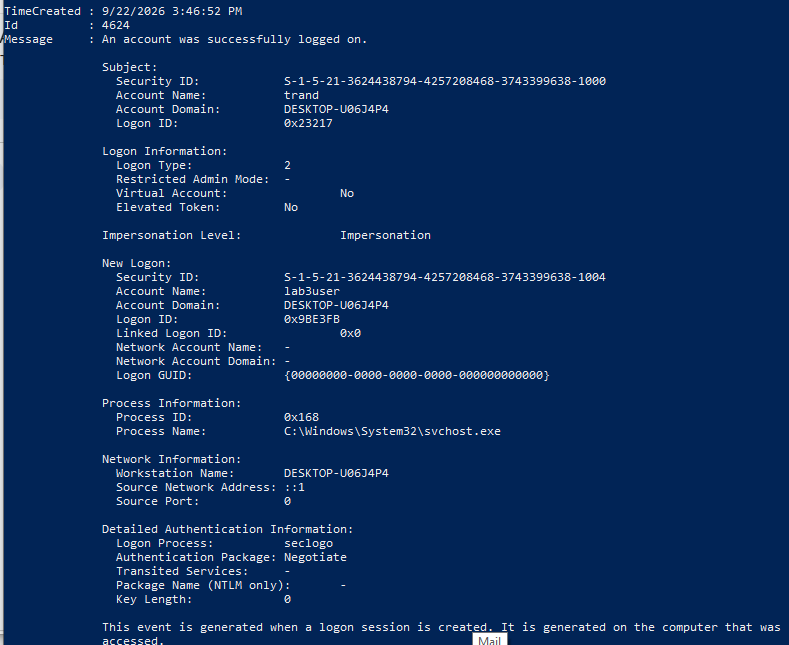 TimeCreated : 9/22/2026 3:46:52 PM
Id : 4624
Message : An account was successfully logged on.
Subject:
Security ID: S-1-5-21-3624438794-4257208468-3743399638-1000
Account Name: trand
Account Domain: DESKTOP-U06J4P4
Logon ID: 0x23217
Logon Information:
Logon Type: 2
Restricted Admin Mode: -
Virtual Account: No
Elevated Token: No
Impersonation Level: Impersonation
New Logon:
Security ID: S-1-5-21-3624438794-4257208468-3743399638-1004
Account Name: lab3user
Account Domain: DESKTOP-U06J4P4
Logon ID: 0x9BE3FB
Linked Logon ID: 0x0
Network Account Name: -
Network Account Domain: -
Logon GUID: {00000000-0000-0000-0000-000000000000}
Process Information:
Process ID: 0x168
Process Name: C:\Windows\System32\svchost.exe
Network Information:
Workstation Name: DESKTOP-U06J4P4
Source Network Address: ::1
Source Port: 0
Detailed Authentication Information:
Logon Process: seclogo
Authentication Package: Negotiate
Transited Services: -
Package Name (NTLM only): -
Key Length: 0
This event is generated when a logon session is created. It is generated on the computer that was
accessed.
Mail